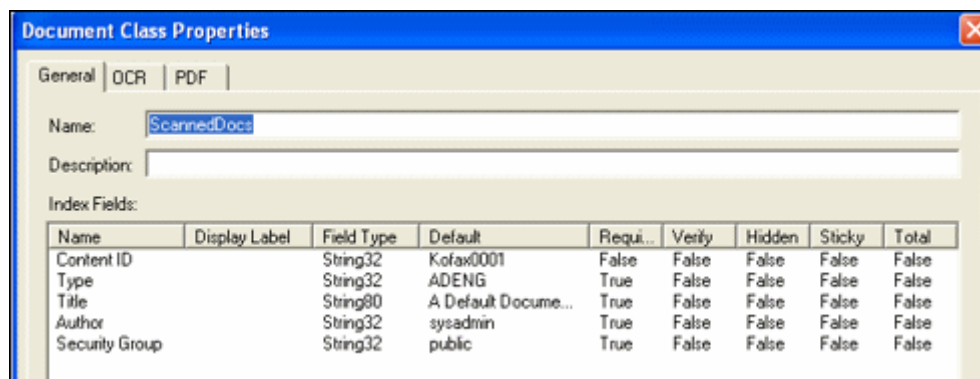 Document Class Properties
General OCR PDF
Name: ScannedDocs
Description:
Index Fields:
Name Display Label Field Type Default Requi... Verify Hidden Sticky Total
Content ID String32 Kofax0001 False False False False False
Type String32 ADENG True False False False False
Title String80 A Default Docume... True False False False False
Author String32 sysadmin True False False False False
Security Group String32 public True False False False False